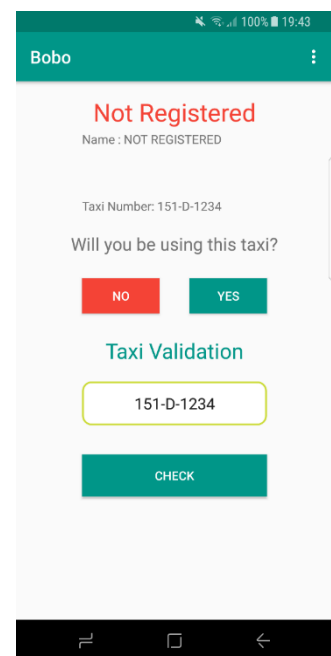 100% 19:43
Bobo
Not Registered
Name : NOT REGISTERED
Taxi Number: 151-D-1234
Will you be using this taxi?
NO YES
Taxi Validation
151-D-1234
CHECK